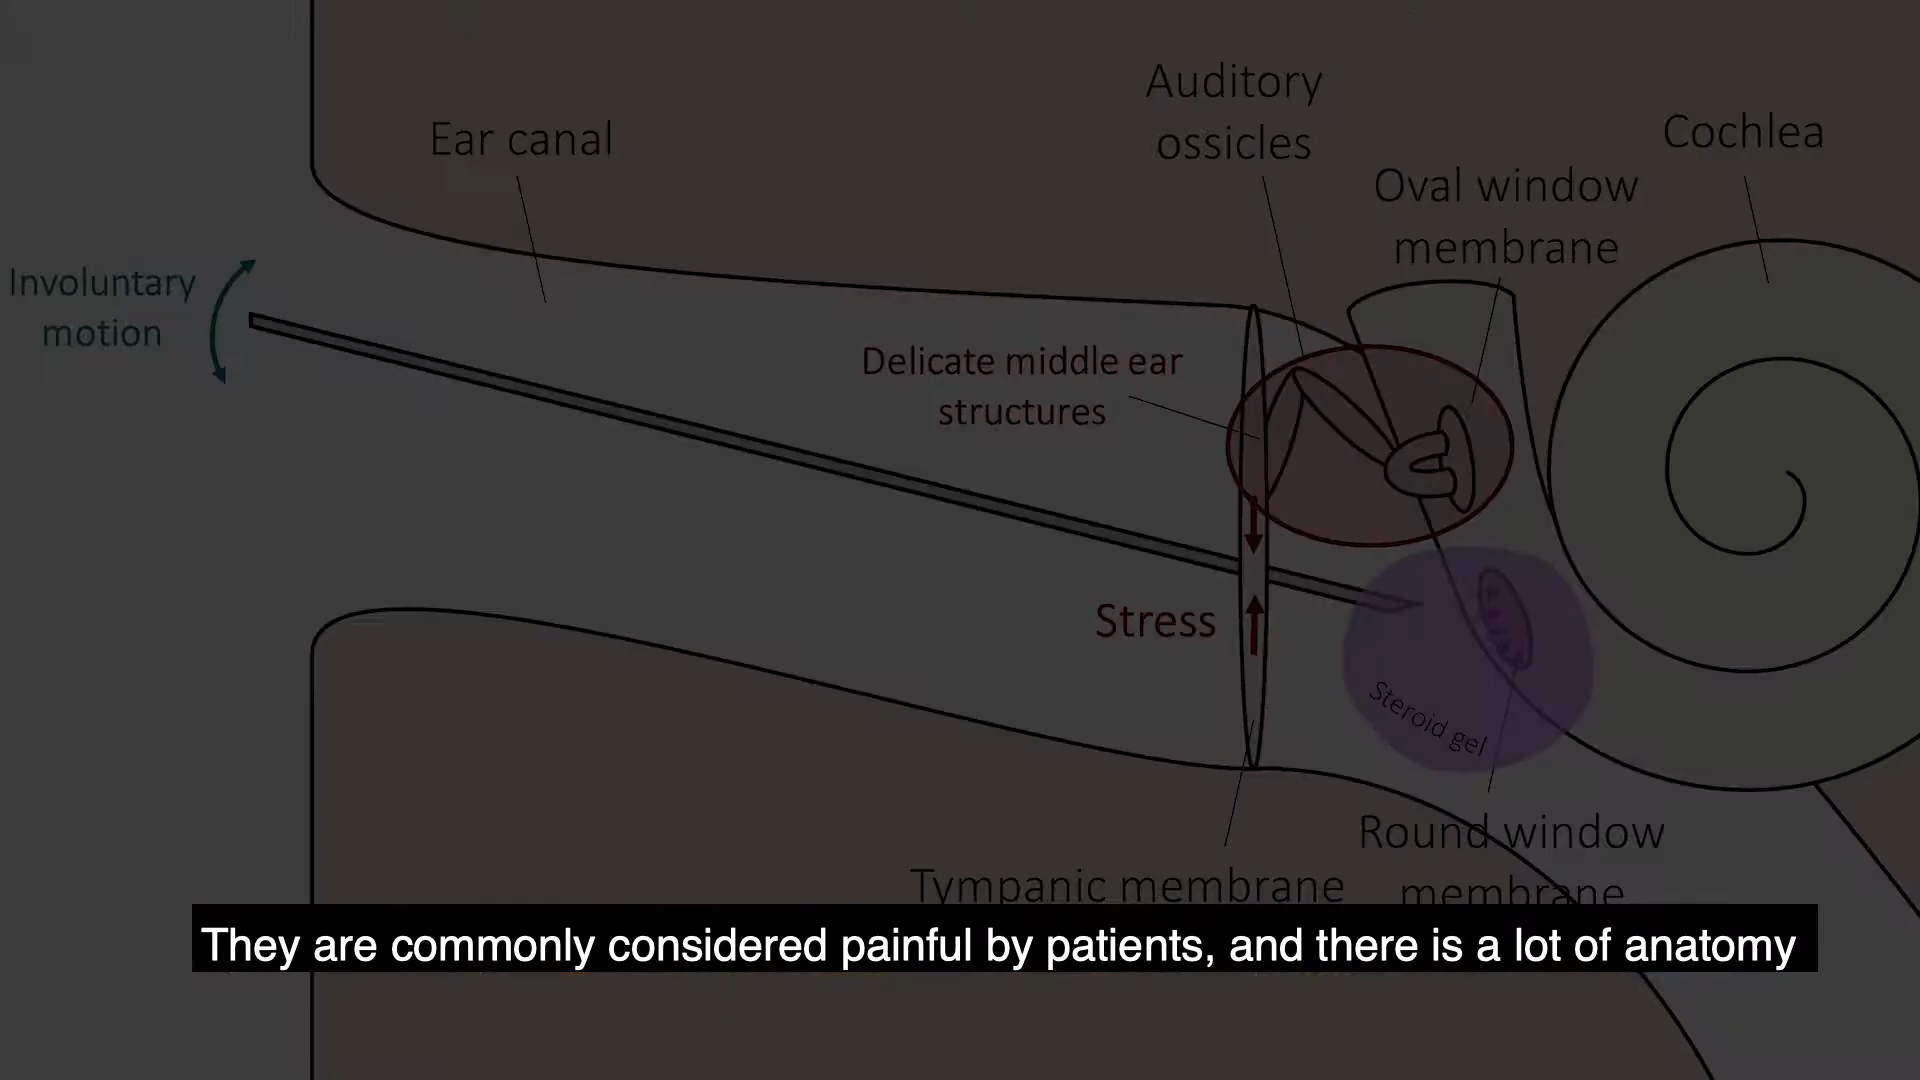 Auditory
ossicles
Ear canal
Cochlea
Oval window
membrane
Involuntary
motion
Delicate middle ear
structures
Stress
Steroid gel
Round window
membrane
Tympanic membrane
They are commonly considered painful by patients, and there is a lot of anatomy